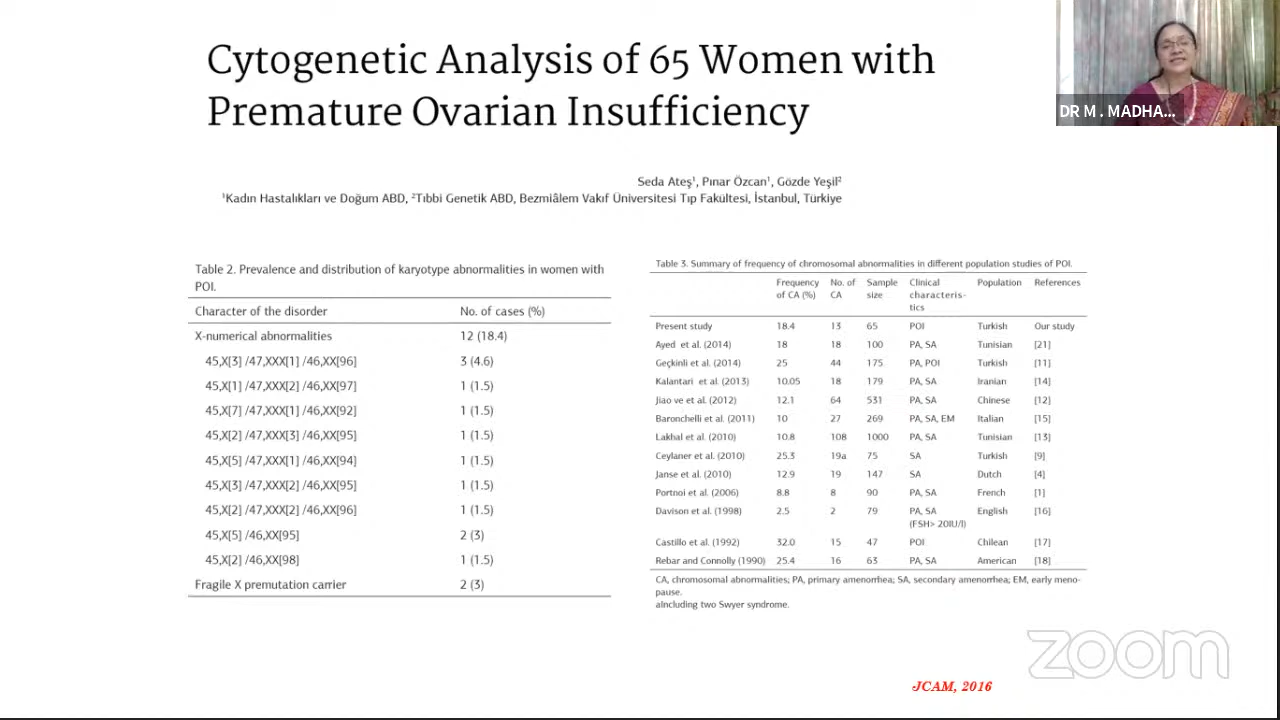 Cytogenetic Analysis of 65 Women with
Premature Ovarian Insufficiency
DR M . MADHA...
Seda Ateş¹, Pınar Özcan¹, Gözde Yeşil²
¹Kadın Hastalıkları ve Doğum ABD, ²Tıbbi Genetik ABD, Bezmiâlem Vakıf Üniversitesi Tıp Fakültesi, İstanbul, Türkiye
Table 2. Prevalence and distribution of karyotype abnormalities in women with
POI.
Character of the disorder No. of cases (%)
X-numerical abnormalities 12 (18.4)
45,X[3] /47,XXX[1] /46,XX[96] 3 (4.6)
45,X[1] /47,XXX[2] /46,XX[97] 1 (1.5)
45,X[7] /47,XXX[1] /46,XX[92] 1 (1.5)
45,X[2] /47,XXX[3] /46,XX[95] 1 (1.5)
45,X[5] /47,XXX[1] /46,XX[94] 1 (1.5)
45,X[3] /47,XXX[2] /46,XX[95] 1 (1.5)
45,X[2] /47,XXX[2] /46,XX[96] 1 (1.5)
45,X[5] /46,XX[95] 2 (3)
45,X[2] /46,XX[98] 1 (1.5)
Fragile X premutation carrier 2 (3)
Table 3. Summary of frequency of chromosomal abnormalities in different population studies of POI.
Frequency No. of Sample Clinical Population References
of CA (%) CA size characteris-
tics
Present study 18.4 13 65 POI Turkish Our study
Ayed et al. (2014) 18 18 100 PA, SA Tunisian [21]
Geçkinli et al. (2014) 25 44 175 PA, POI Turkish [11]
Kalantari et al. (2013) 10.05 18 179 PA, SA Iranian [14]
Jiao ve et al. (2012) 12.1 64 531 PA, SA Chinese [12]
Baronchelli et al. (2011) 10 27 269 PA, SA, EM Italian [15]
Lakhal et al. (2010) 10.8 108 1000 PA, SA Tunisian [13]
Ceylaner et al. (2010) 25.3 19a 75 SA Turkish [9]
Janse et al. (2010) 12.9 19 147 SA Dutch [4]
Portnoi et al. (2006) 8.8 8 90 PA, SA French [1]
Davison et al. (1998) 2.5 2 79 PA, SA English [16]
(FSH> 20IU/l)
Castillo et al. (1992) 32.0 15 47 POI Chilean [17]
Rebar and Connolly (1990) 25.4 16 63 PA, SA American [18]
CA, chromosomal abnormalities; PA, primary amenorrhea; SA, secondary amenorrhea; EM, early meno-
pause.
aIncluding two Swyer syndrome.
zoom
JCAM, 2016